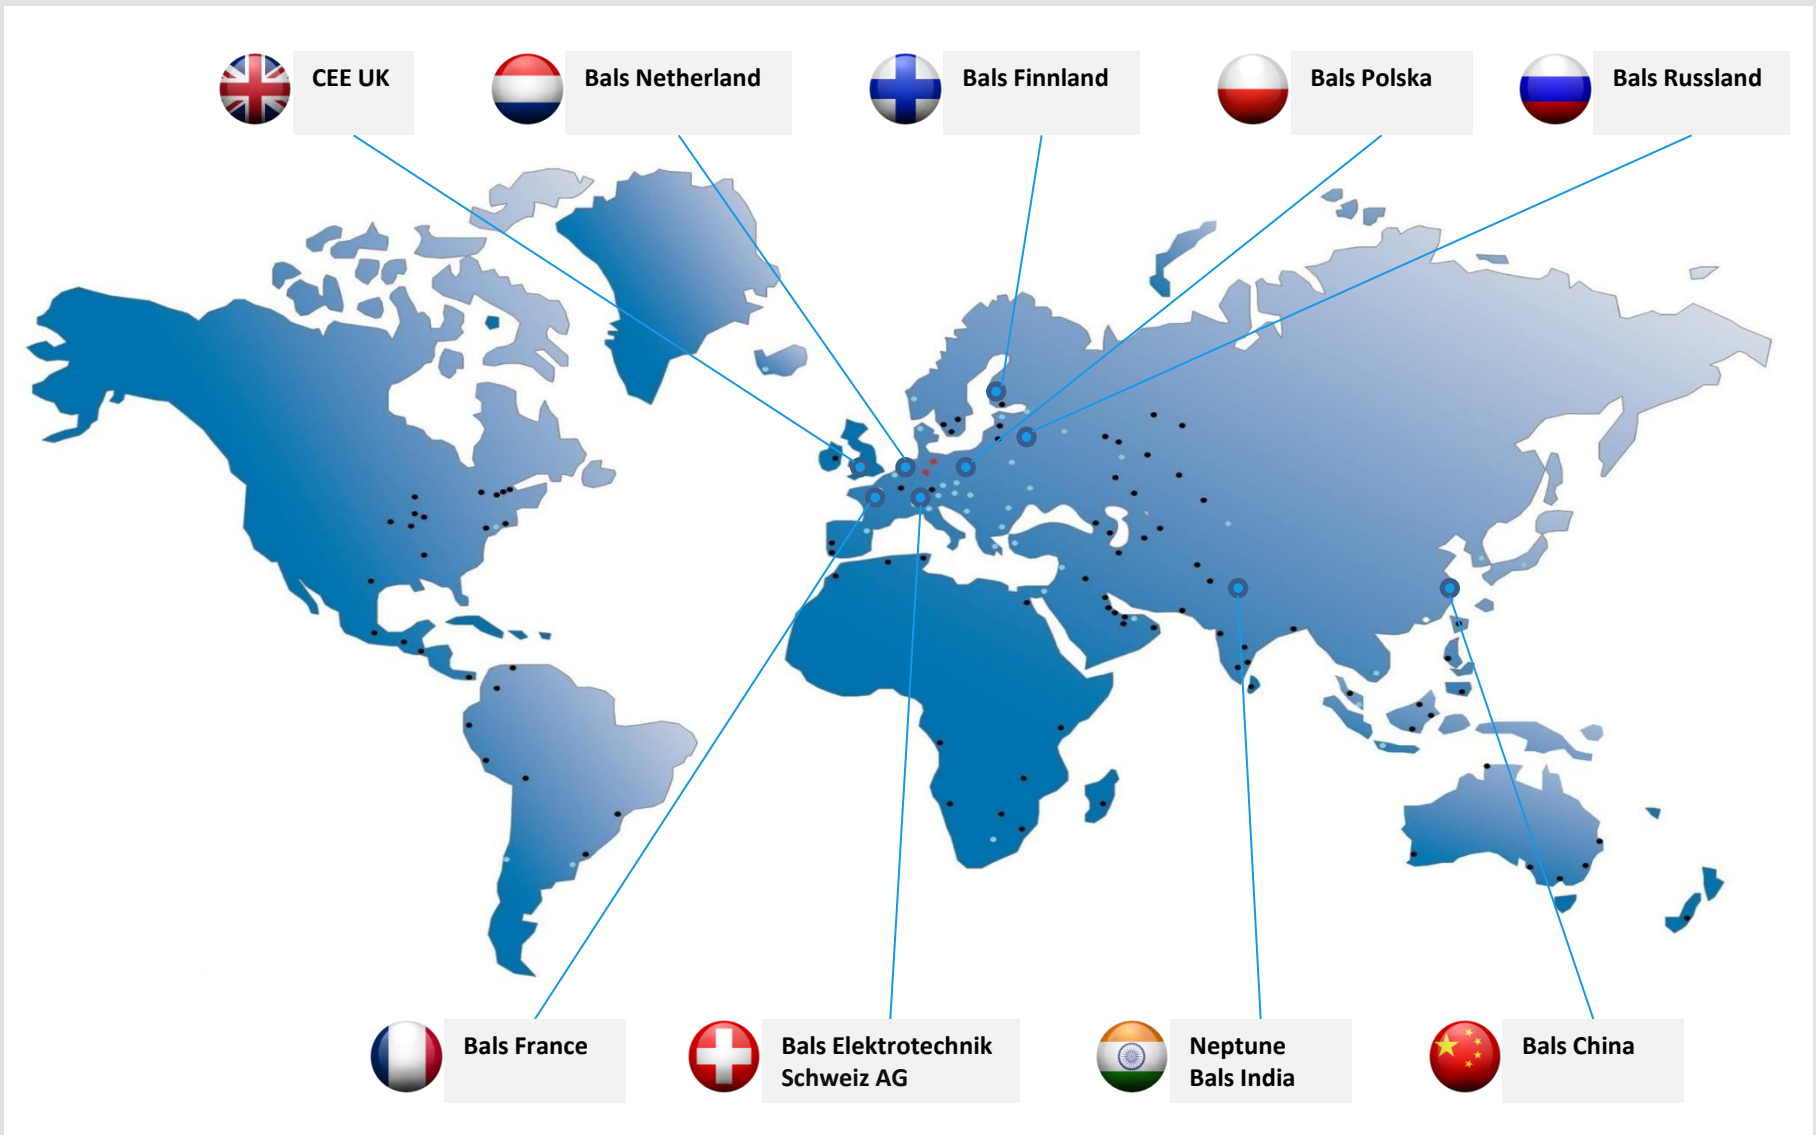 CEE UK
Bals Netherland
Bals Finnland
Bals Polska
Bals Russland
Bals France
Bals Elektrotechnik
Schweiz AG
Neptune
Bals India
Bals China